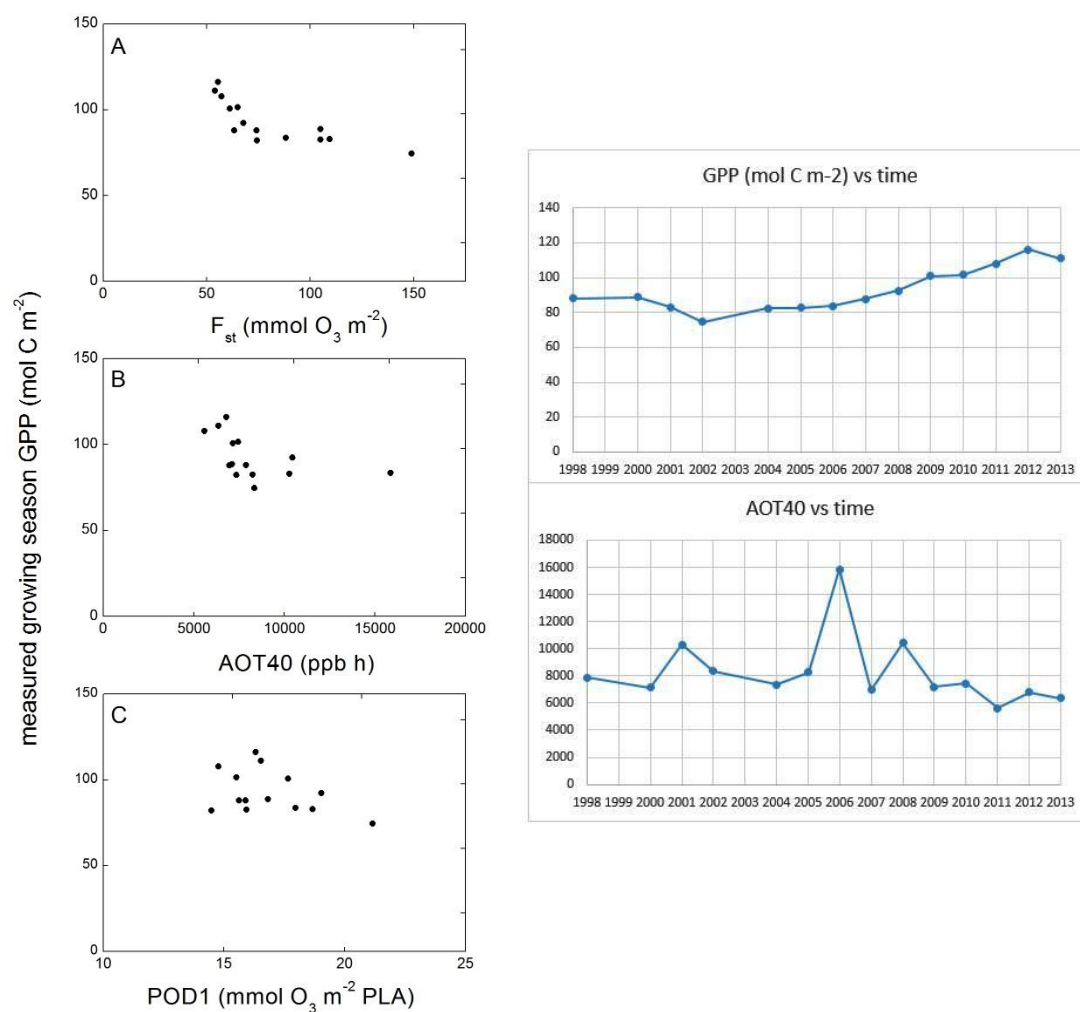 measured growing season GPP (mol C m-2)
A
150
100
50
0
0 50 100 150
Fst (mmol O3 m-2)
B
150
100
50
0
0 5000 10000 15000 20000
AOT40 (ppb h)
C
150
100
50
0
10 15 20 25
POD1 (mmol O3 m-2 PLA)
GPP (mol C m-2) vs time
140
120
100
80
60
40
20
0
1998 1999 2000 2001 2002 2003 2004 2005 2006 2007 2008 2009 2010 2011 2012 2013
AOT40 vs time
18000
16000
14000
12000
10000
8000
6000
4000
2000
0
1998 1999 2000 2001 2002 2003 2004 2005 2006 2007 2008 2009 2010 2011 2012 2013